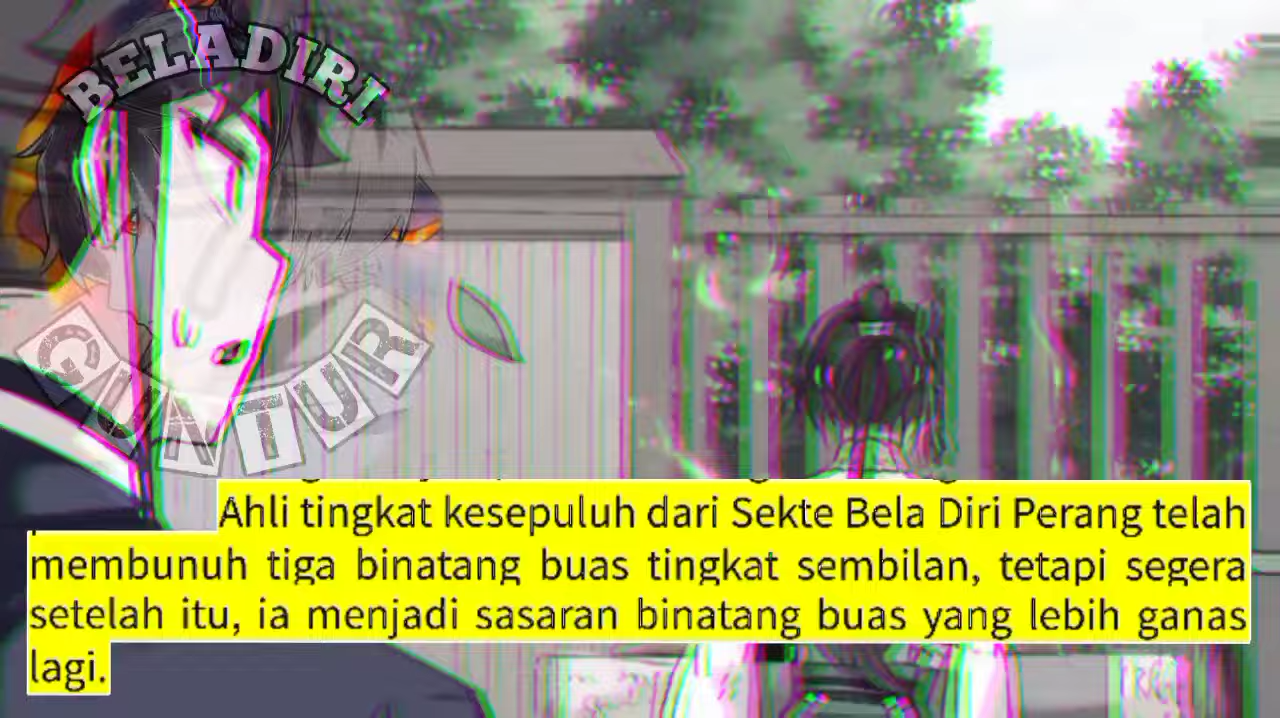 BELADIRI
GUNTUR
Ahli tingkat kesepuluh dari Sekte Bela Diri Perang telah
membunuh tiga binatang buas tingkat sembilan, tetapi segera
setelah itu, ia menjadi sasaran binatang buas yang lebih ganas
lagi.